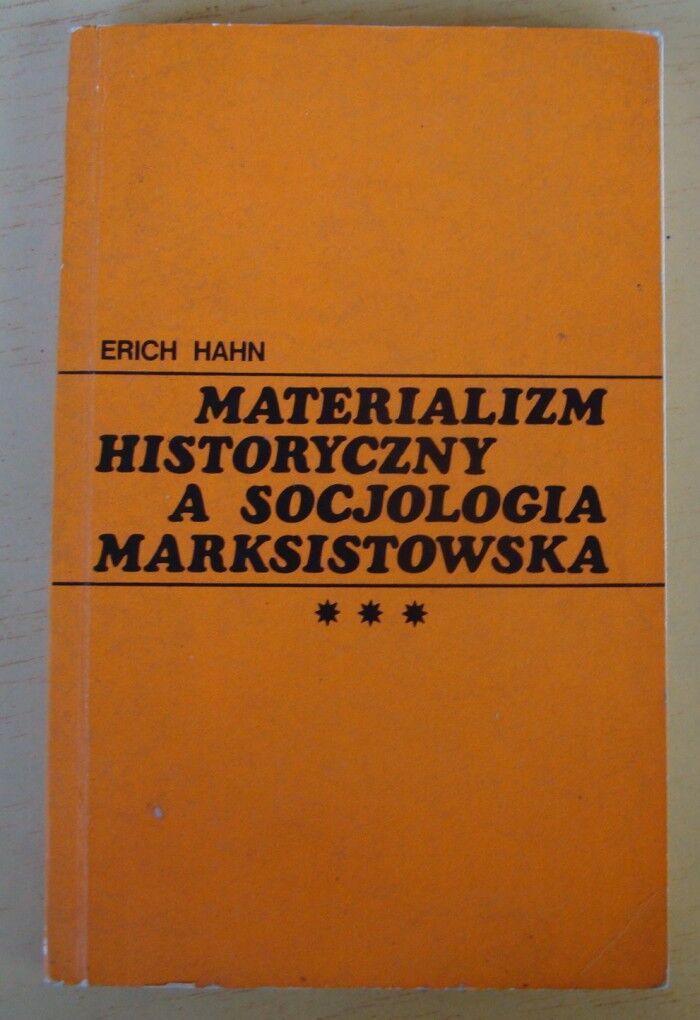 ERICH HAHN
MATERIALIZM
HISTORYCZNY
A SOCJOLOGIA
MARKSISTOWSKA